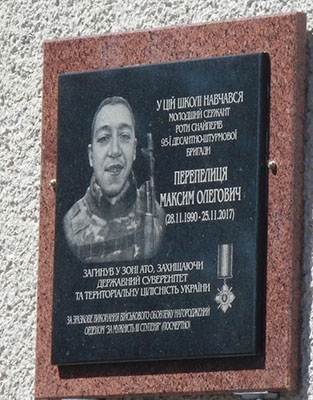 У ЦІЙ ШКОЛІ НАВЧАВСЯ
МОЛОДШИЙ СЕРЖАНТ
РОТИ СНАЙПЕРІВ
95-Ї ДЕСАНТНО-ШТУРМОВОЇ
БРИГАДИ
ПЕРЕПЕЛИЦЯ
МАКСИМ ОЛЕГОВИЧ
(28.11.1990 - 25.11.2017)
ЗАГИНУВ У ЗОНІ АТО, ЗАХИЩАЮЧИ
ДЕРЖАВНИЙ СУВЕРЕНІТЕТ
ТА ТЕРИТОРІАЛЬНУ ЦІЛІСНІСТЬ УКРАЇНИ
ЗА ЗРАЗКОВЕ ВИКОНАННЯ ВІЙСЬКОВОГО ОБОВ'ЯЗКУ НАГОРОДЖЕНИЙ
ОРДЕНОМ "ЗА МУЖНІСТЬ III СТУПЕНЯ" (ПОСМЕРТНО)